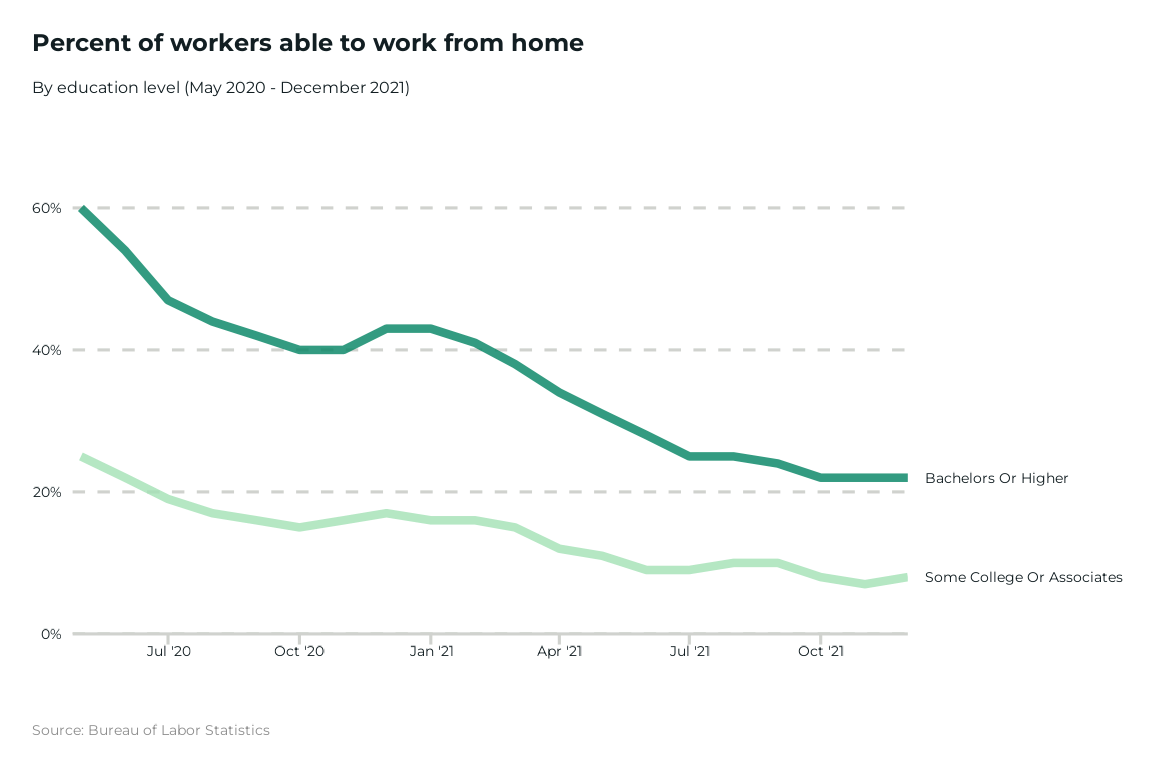 Percent of workers able to work from home
By education level (May 2020 - December 2021)
60%
40%
20%
0%
Bachelors Or Higher
Some College Or Associates
Jul '20
Oct '20
Jan '21
Apr '21
Jul '21
Oct '21
Source: Bureau of Labor Statistics